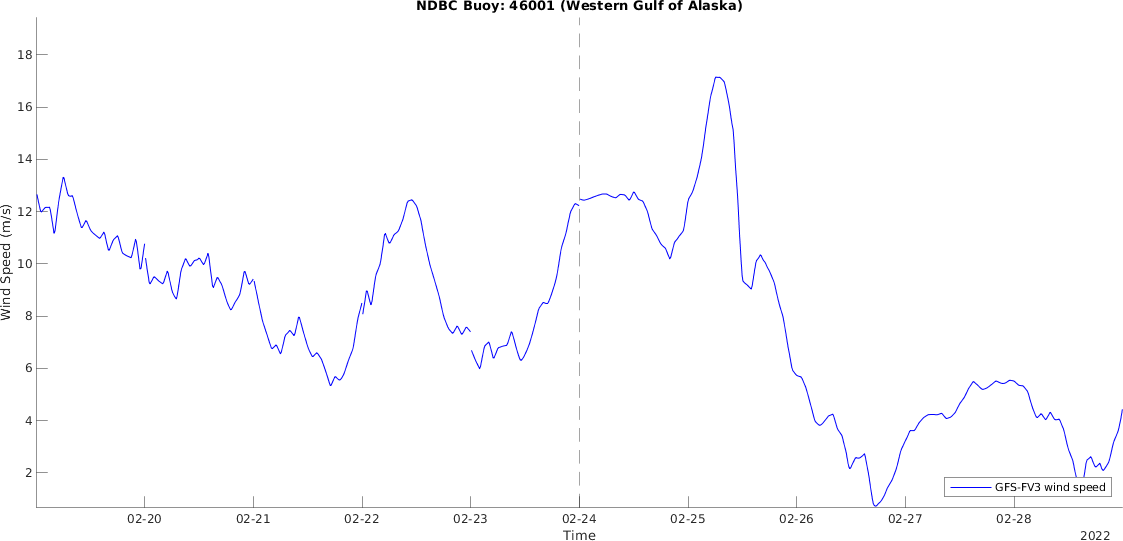 NDBC Buoy: 46001 (Western Gulf of Alaska)
Wind Speed (m/s)
18
16
14
12
10
8
6
4
2
GFS-FV3 wind speed
02-20 02-21 02-22 02-23 02-24 02-25 02-26 02-27 02-28
Time
2022